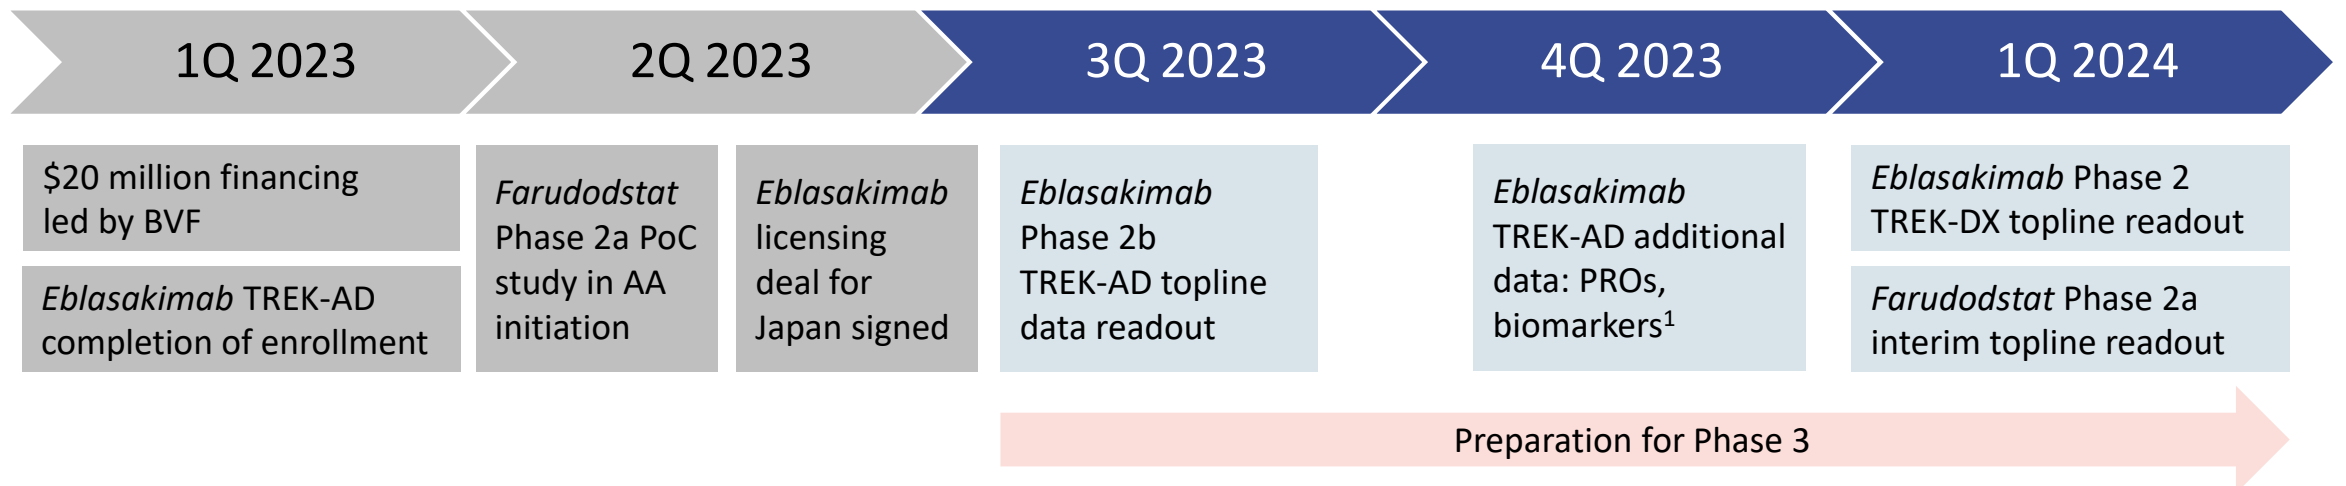 1Q 2023
2Q 2023
3Q 2023
4Q 2023
1Q 2024
$20 million financing
led by BVF
Eblasakimab TREK-AD
completion of enrollment
Farudodstat
Phase 2a PoC
study in AA
initiation
Eblasakimab
licensing
deal for
Japan signed
Eblasakimab
Phase 2b
TREK-AD topline
data readout
Eblasakimab
TREK-AD additional
data: PROs,
biomarkers¹
Eblasakimab Phase 2
TREK-DX topline readout
Farudodstat Phase 2a
interim topline readout
Preparation for Phase 3